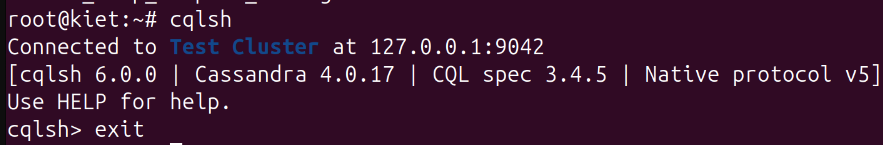 root@kiet:~# cqlsh
Connected to Test Cluster at 127.0.0.1:9042
[cqlsh 6.0.0 | Cassandra 4.0.17 | CQL spec 3.4.5 | Native protocol v5]
Use HELP for help.
cqlsh> exit